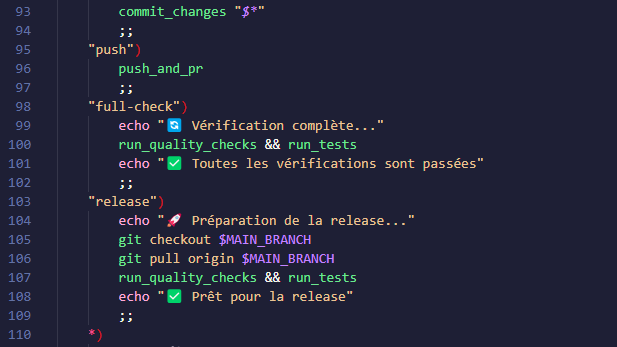 93 commit_changes "$*"
94 ;;
95 "push")
96 push_and_pr
97 ;;
98 "full-check")
99 echo "🔄 Vérification complète..."
100 run_quality_checks && run_tests
101 echo "✅ Toutes les vérifications sont passées"
102 ;;
103 "release")
104 echo "🚀 Préparation de la release..."
105 git checkout $MAIN_BRANCH
106 git pull origin $MAIN_BRANCH
107 run_quality_checks && run_tests
108 echo "✅ Prêt pour la release"
109 ;;
110 *)